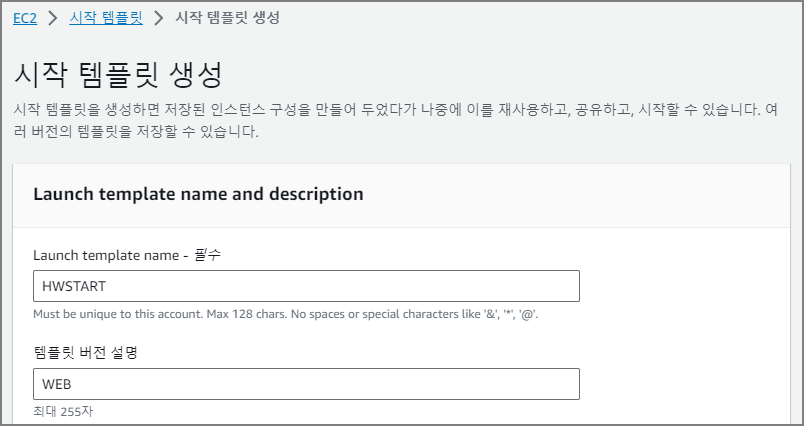 EC2 > 시작 템플릿 > 시작 템플릿 생성
시작 템플릿 생성
시작 템플릿을 생성하면 저장된 인스턴스 구성을 만들어 두었다가 나중에 이를 재사용하고, 공유하고, 시작할 수 있습니다. 여
러 버전의 템플릿을 저장할 수 있습니다.
Launch template name and description
Launch template name - 필수
HWSTART
Must be unique to this account. Max 128 chars. No spaces or special characters like '&', '*', '@'.
템플릿 버전 설명
WEB
최대 255자